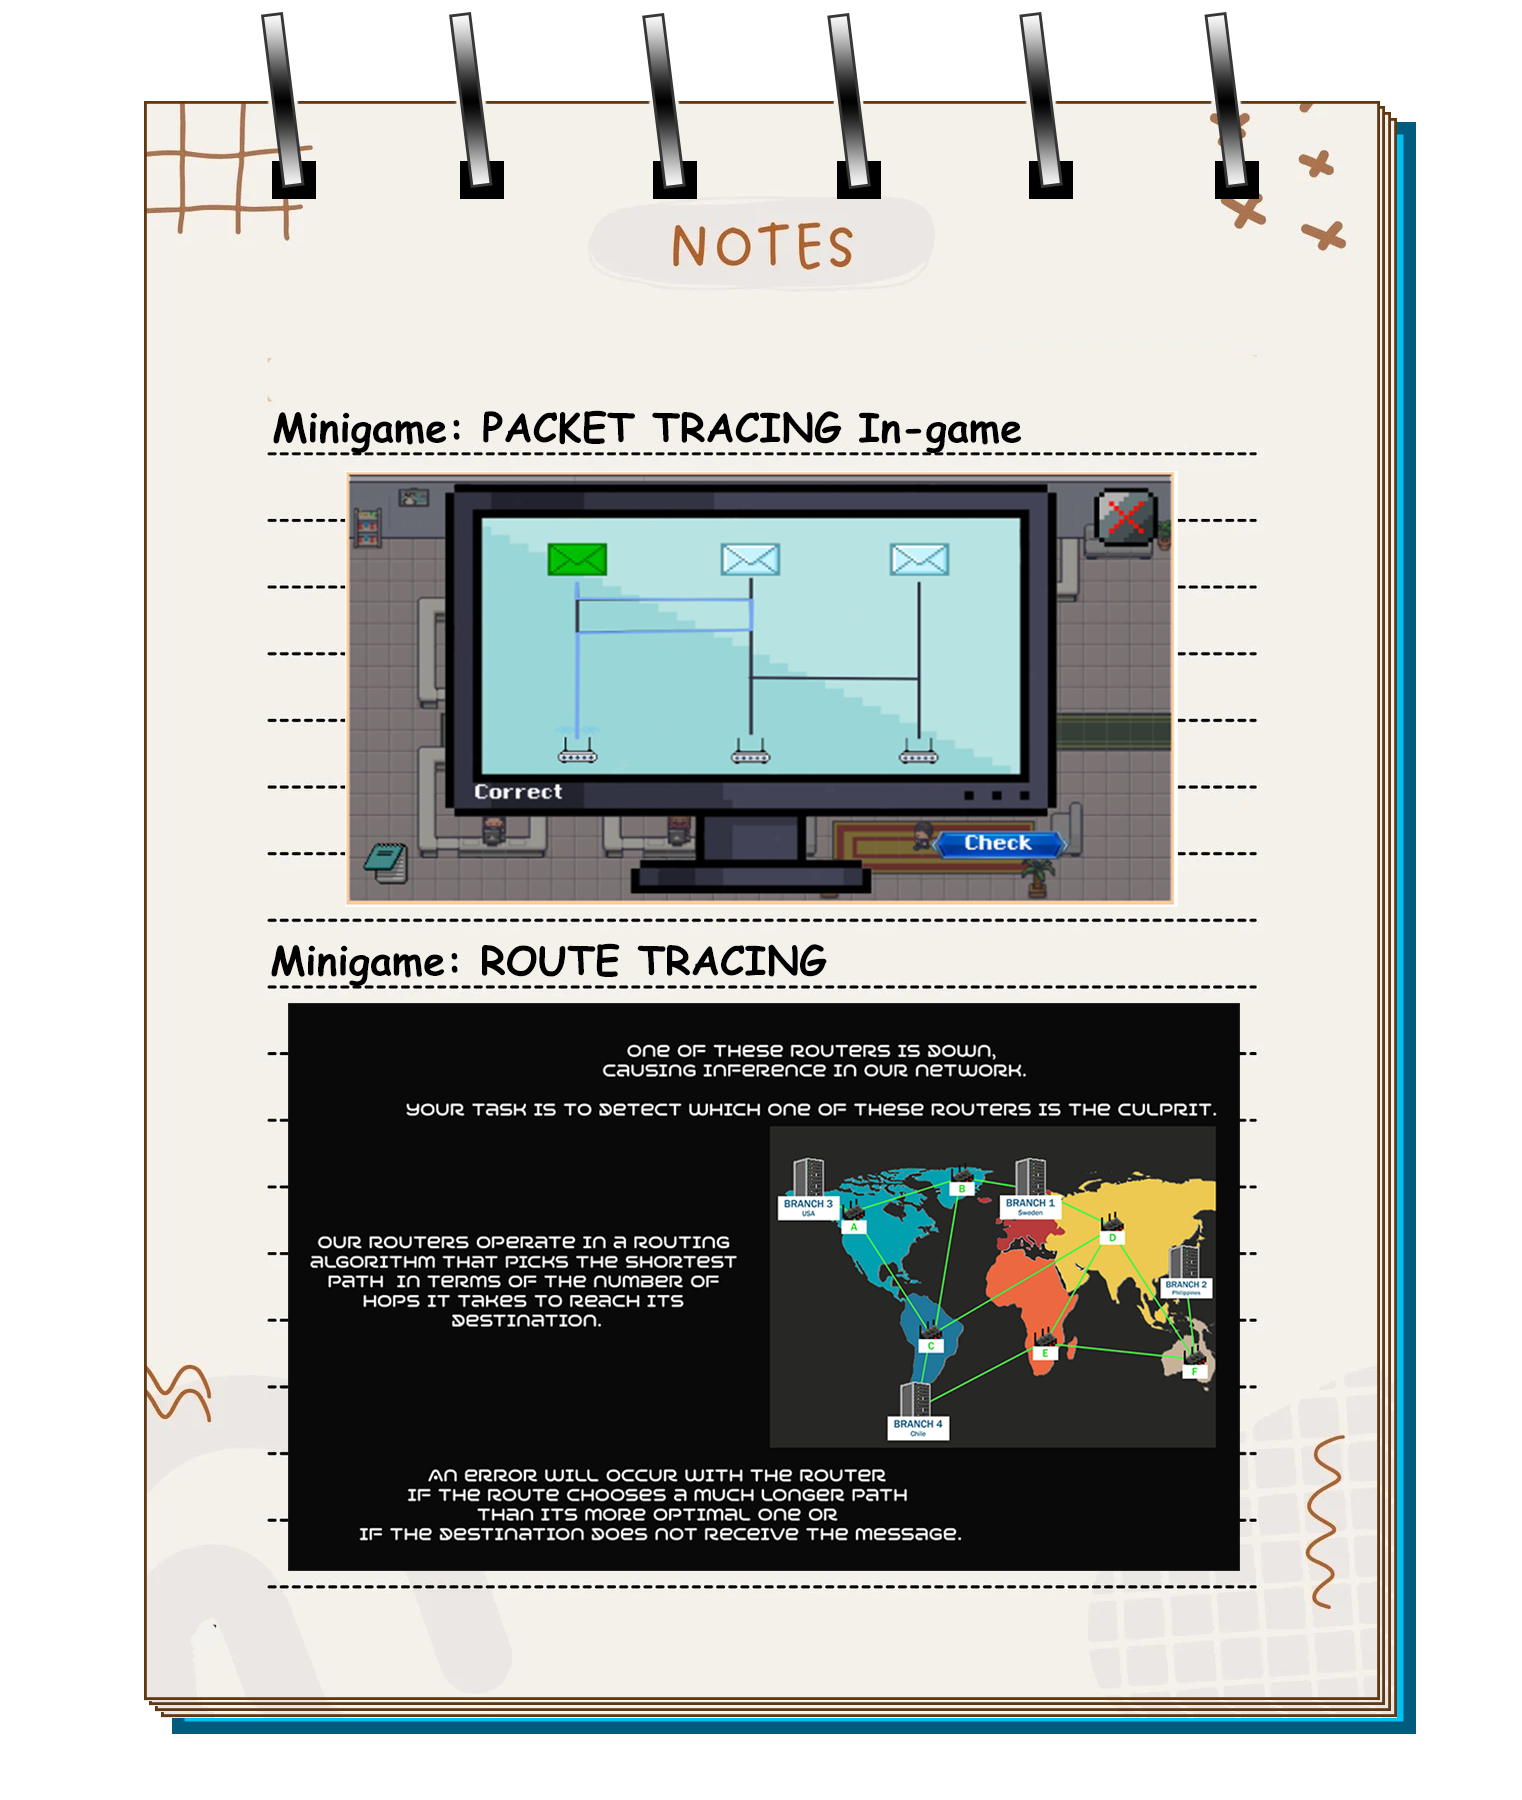 NOTES
Minigame: PACKET TRACING In-game
Correct
Check
Minigame: ROUTE TRACING
ONE OF THESE ROUTERS IS DOWN,
CAUSING INFERENCE IN OUR NETWORK.
YOUR TASK IS TO DETECT WHICH ONE OF THESE ROUTERS IS THE CULPRIT.
OUR ROUTERS OPERATE IN A ROUTING
ALGORITHM THAT PICKS THE SHORTEST
PATH IN TERMS OF THE NUMBER OF
HOPS IT TAKES TO REACH ITS
DESTINATION.
BRANCH 3
USA
A
B
BRANCH 1
Sweden
D
BRANCH 2
Philippines
C
E
F
BRANCH 4
Chile
AN ERROR WILL OCCUR WITH THE ROUTER
IF THE ROUTE CHOOSES A MUCH LONGER PATH
THAN ITS MORE OPTIMAL ONE OR
IF THE DESTINATION DOES NOT RECEIVE THE MESSAGE.